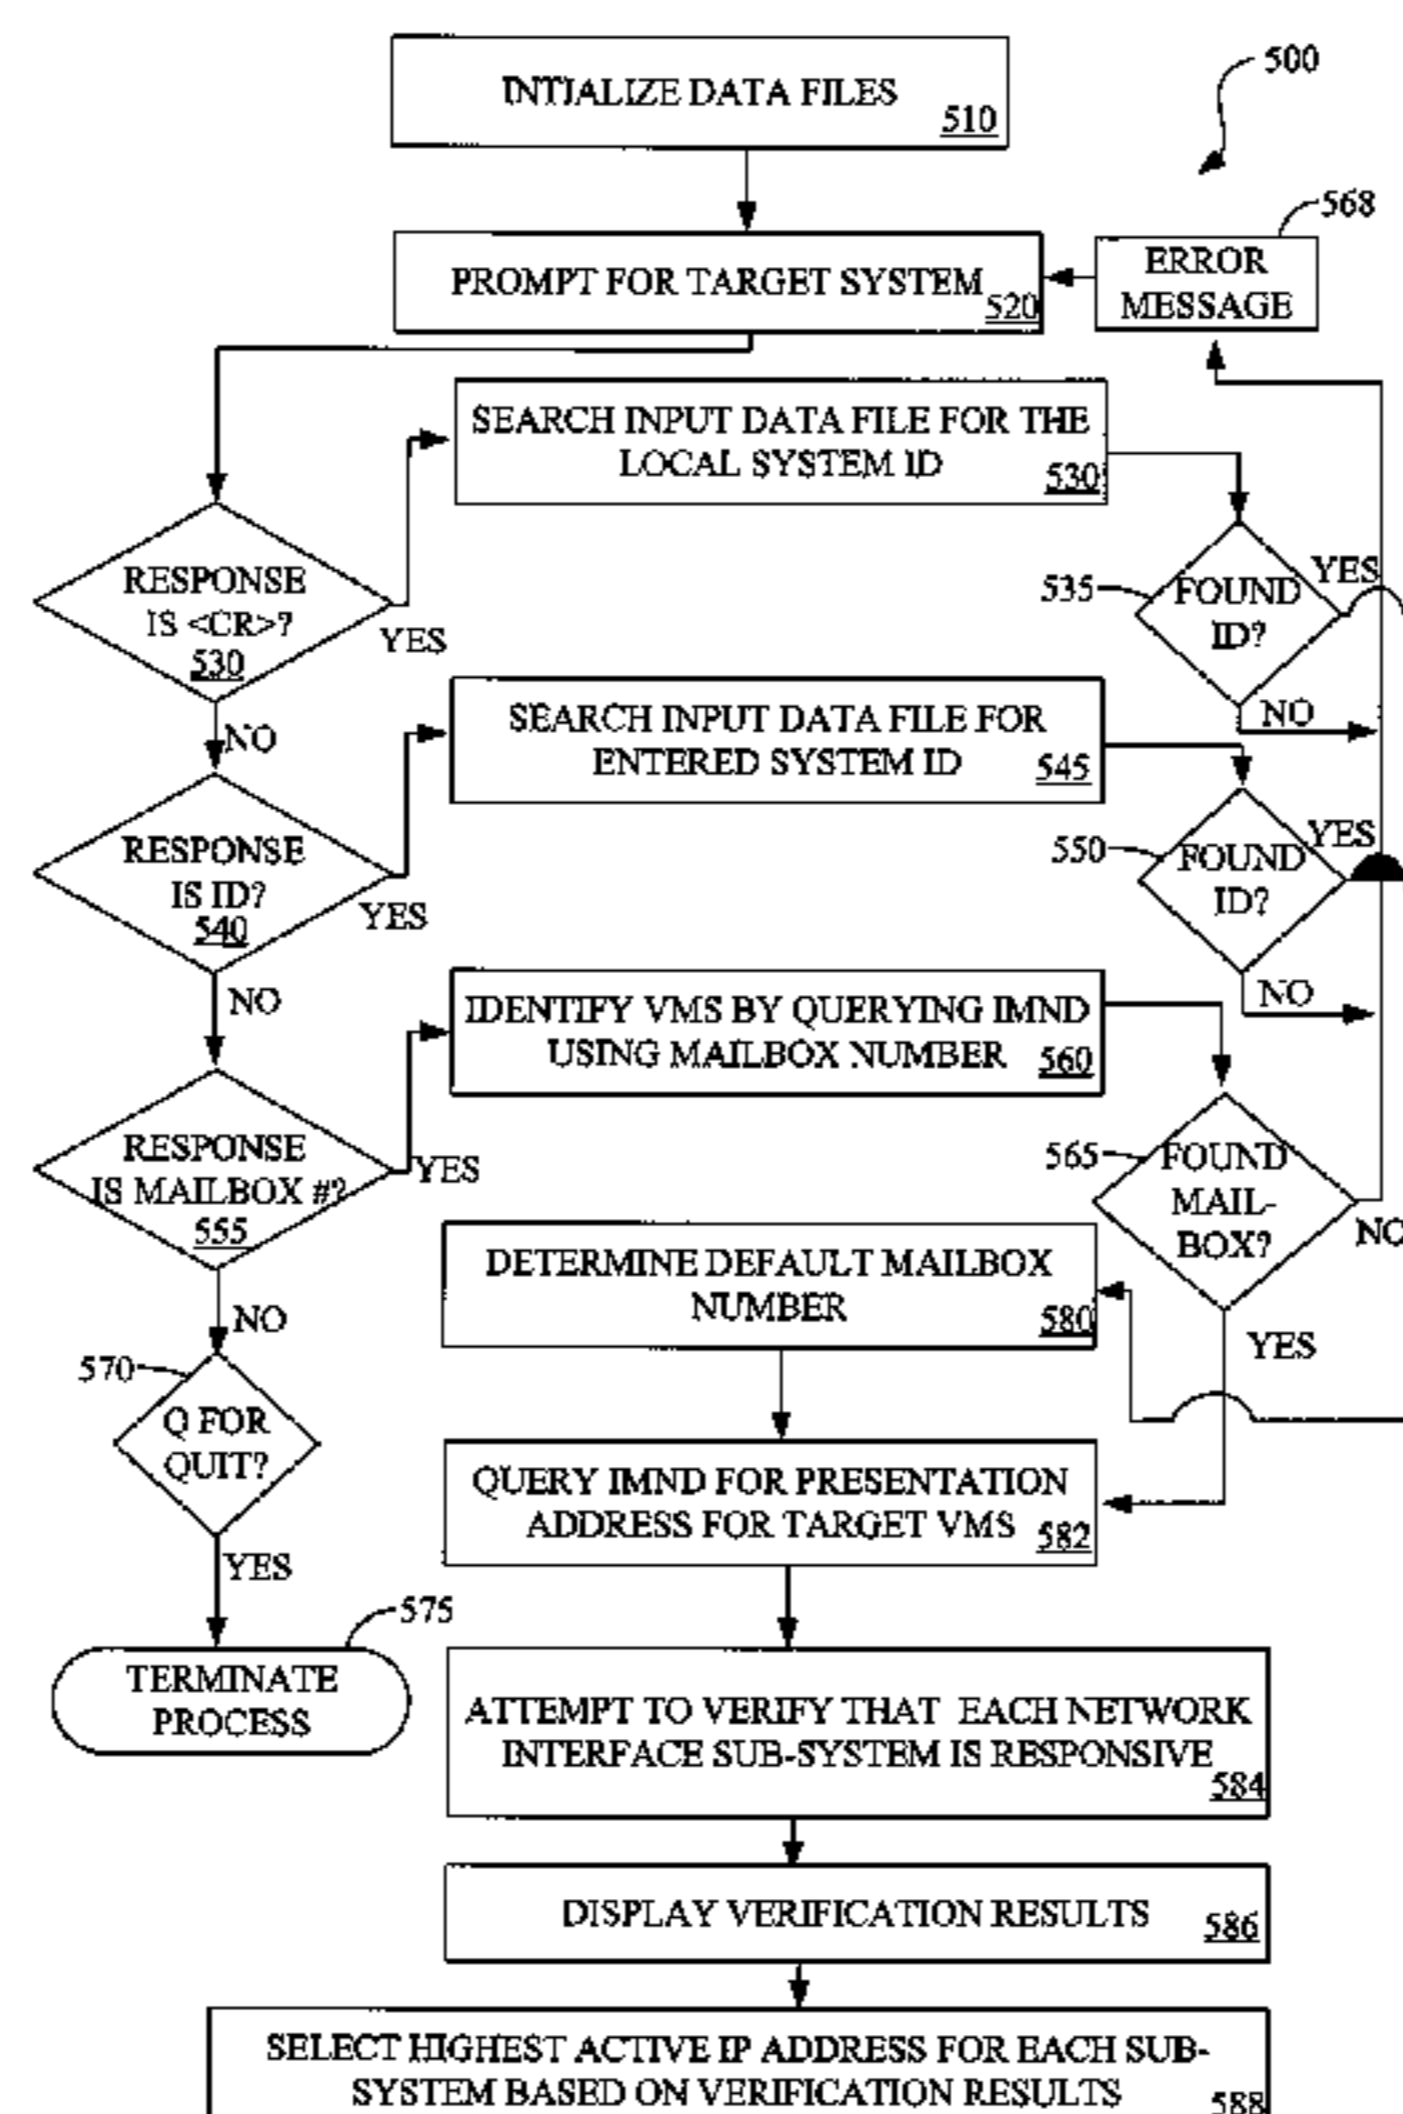 INTIALIZE DATA FILES
510
500
568
PROMPT FOR TARGET SYSTEM
520
ERROR
MESSAGE
SEARCH INPUT DATA FILE FOR THE
LOCAL SYSTEM ID
530
RESPONSE
IS <CR>?
530
YES
NO
535
FOUND
ID?
YES
NO
SEARCH INPUT DATA FILE FOR
ENTERED SYSTEM ID
545
RESPONSE
IS ID?
540
YES
NO
550
FOUND
ID?
YES
NO
IDENTIFY VMS BY QUERYING IMND
USING MAILBOX NUMBER
560
RESPONSE
IS MAILBOX #?
555
YES
NO
565
FOUND
MAIL-
BOX?
NO
YES
DETERMINE DEFAULT MAILBOX
NUMBER
580
570
Q FOR
QUIT?
YES
QUERY IMND FOR PRESENTATION
ADDRESS FOR TARGET VMS
582
575
TERMINATE
PROCESS
ATTEMPT TO VERIFY THAT EACH NETWORK
INTERFACE SUB-SYSTEM IS RESPONSIVE
584
DISPLAY VERIFICATION RESULTS
586
SELECT HIGHEST ACTIVE IP ADDRESS FOR EACH SUB-
SYSTEM BASED ON VERIFICATION RESULTS
588